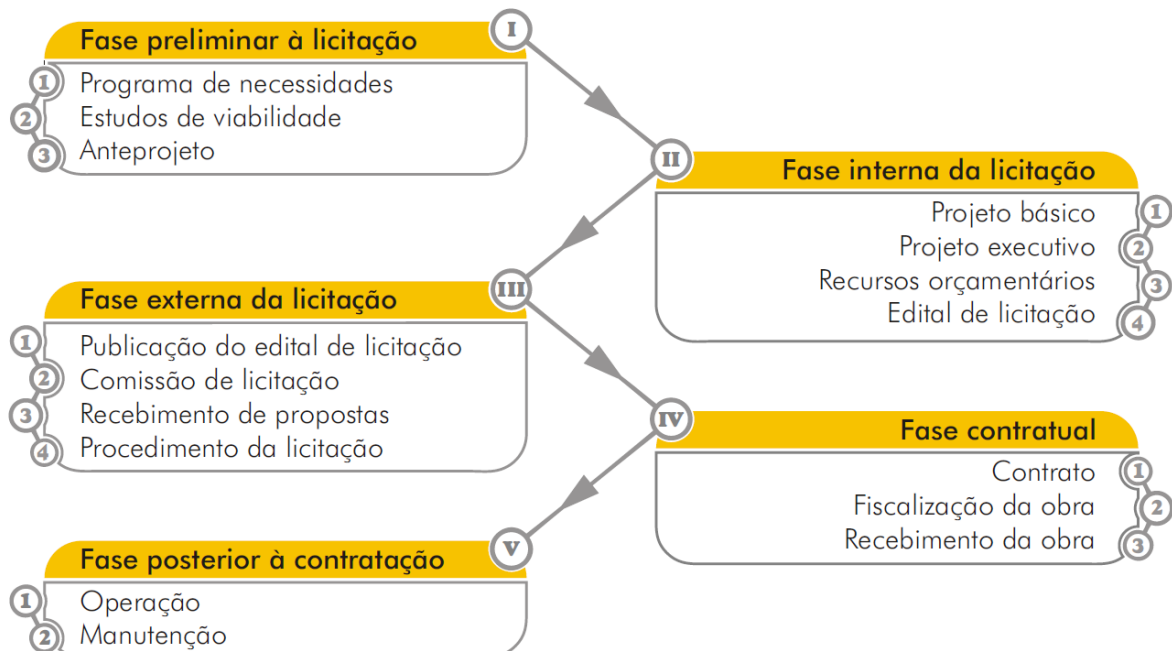 Fase preliminar à licitação I
1 Programa de necessidades
2 Estudos de viabilidade
3 Anteprojeto
II Fase interna da licitação
Projeto básico 1
Projeto executivo 2
Recursos orçamentários 3
Edital de licitação 4
Fase externa da licitação III
1 Publicação do edital de licitação
2 Comissão de licitação
3 Recebimento de propostas
4 Procedimento da licitação
IV Fase contratual
Contrato 1
Fiscalização da obra 2
Recebimento da obra 3
Fase posterior à contratação V
1 Operação
2 Manutenção